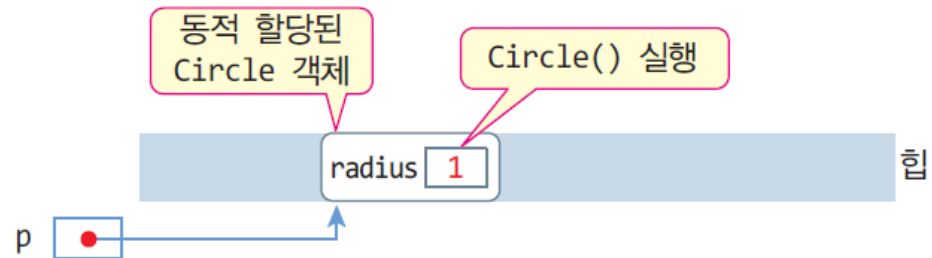 동적 할당된
Circle 객체
Circle() 실행
radius 1
힙
p